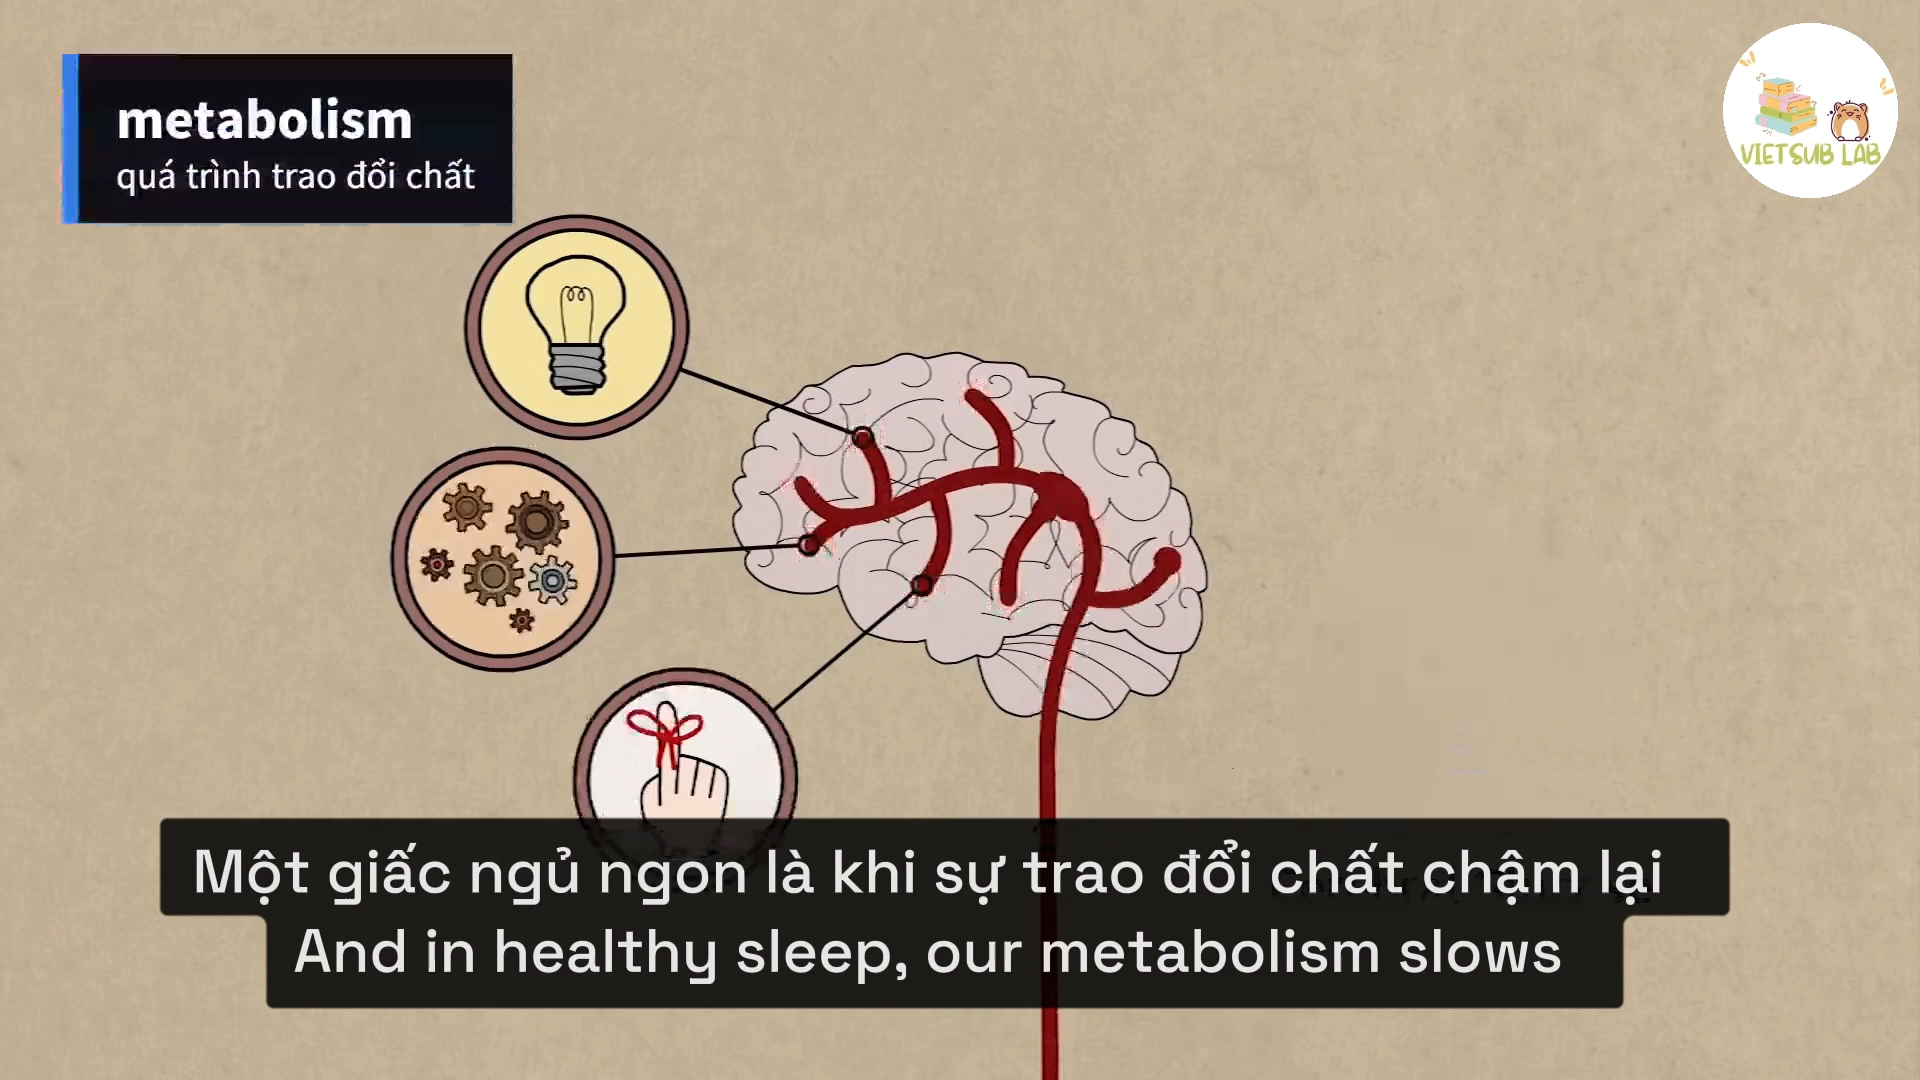 metabolism
quá trình trao đổi chất
VIETSUB LAB
Một giấc ngủ ngon là khi sự trao đổi chất chậm lại
And in healthy sleep, our metabolism slows